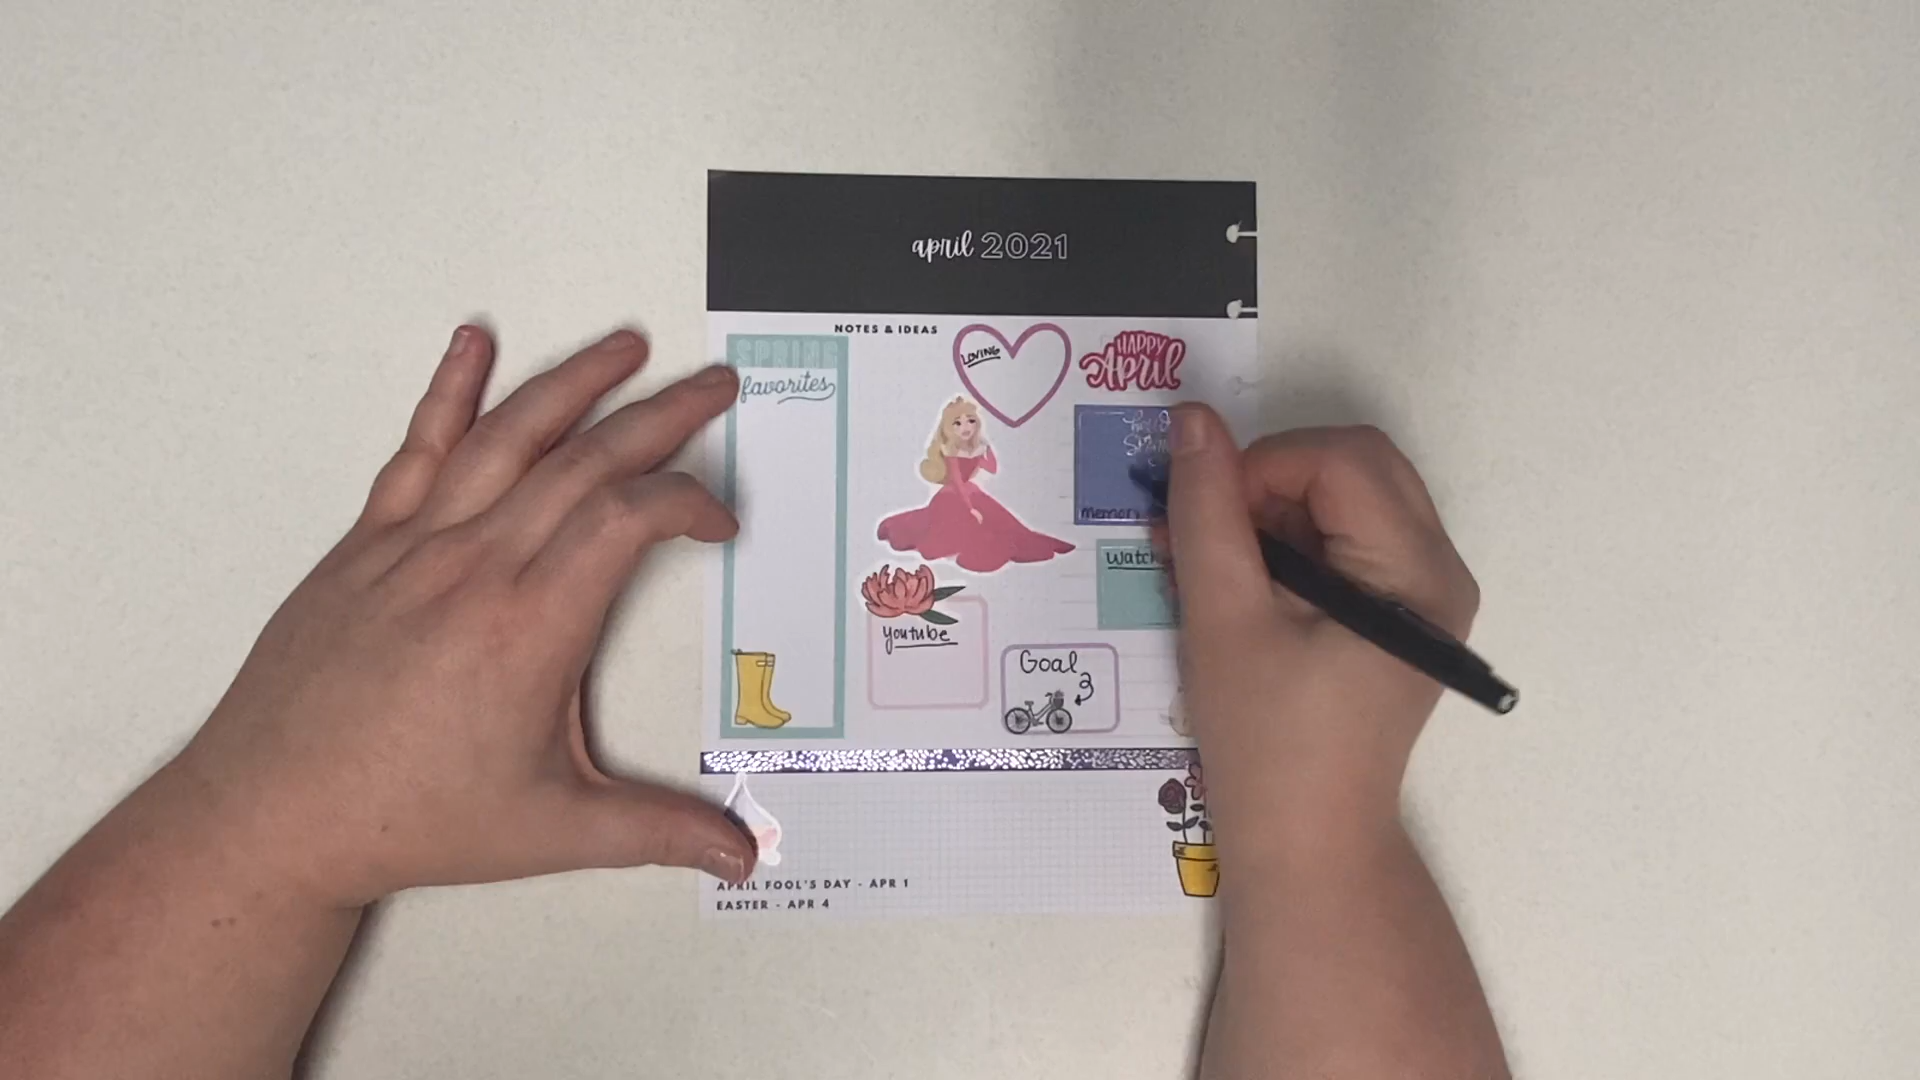 april 2021
NOTES & IDEAS
SPRING
favorites
LOVING
HAPPY
April
hello
memory
watch
youtube
Goal
APRIL FOOL'S DAY - APR 1
EASTER - APR 4